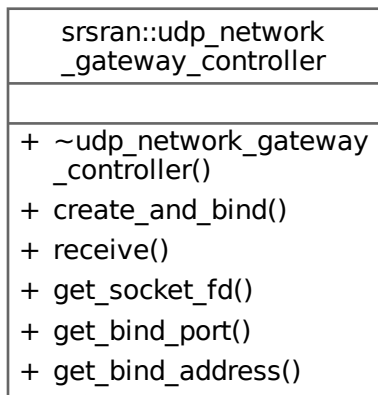 srsran::udp_network
_gateway_controller
+ ~udp_network_gateway
_controller()
+ create_and_bind()
+ receive()
+ get_socket_fd()
+ get_bind_port()
+ get_bind_address()